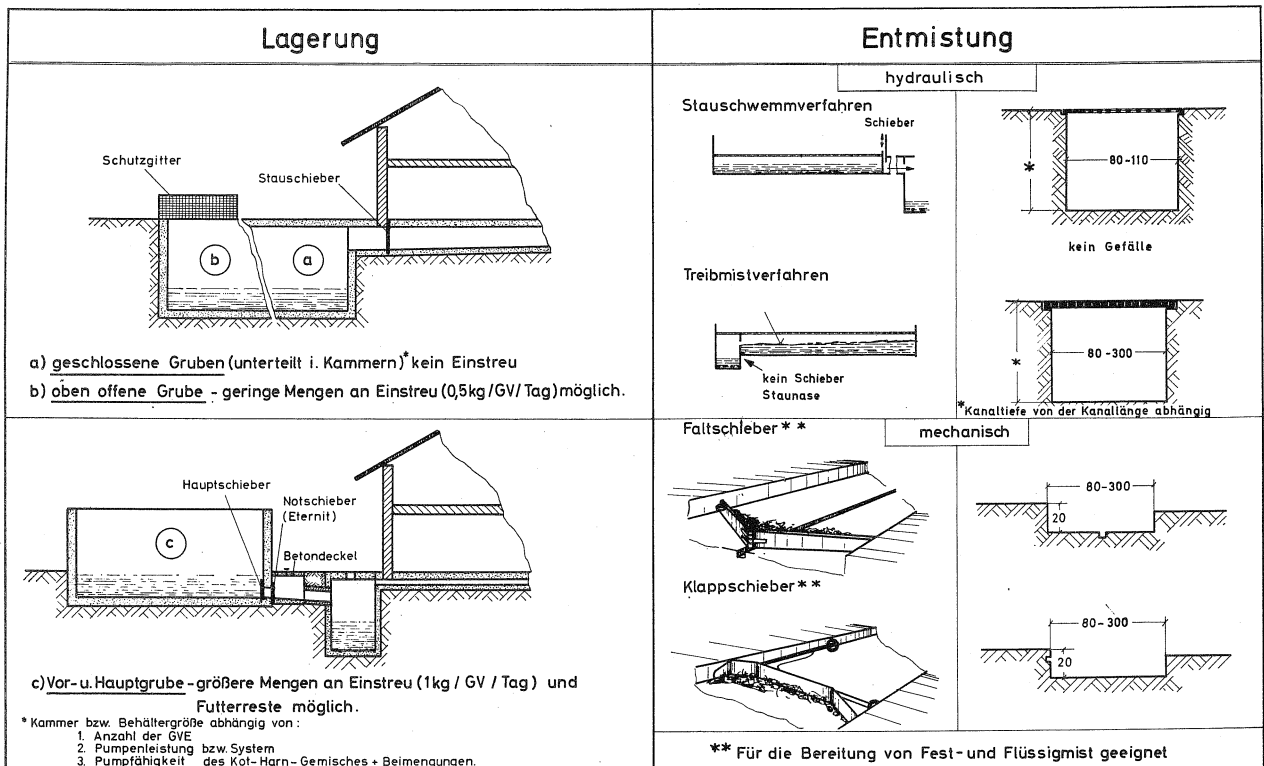 Lagerung
Schutzgitter
Stauschieber
b
a
a) geschlossene Gruben (unterteilt i. Kammern)* kein Einstreu
b) oben offene Grube - geringe Mengen an Einstreu (0,5kg/GV/Tag) möglich.
Hauptschieber
Notschieber
(Eternit)
Betondeckel
c
c) Vor- u. Hauptgrube - größere Mengen an Einstreu (1kg / GV / Tag) und
Futterreste möglich.
* Kammer bzw. Behältergröße abhängig von :
1. Anzahl der GVE
2. Pumpenleistung bzw. System
3. Pumpfähigkeit des Kot-Harn-Gemisches + Beimengungen.
Entmistung
hydraulisch
Stauschwemmverfahren
Schieber
*
80-110
kein Gefälle
Treibmistverfahren
kein Schieber
Staunase
*
80-300
* Kanaltiefe von der Kanallänge abhängig
mechanisch
Faltschieber * *
80-300
20
Klappschieber * *
80-300
20
** Für die Bereitung von Fest- und Flüssigmist geeignet